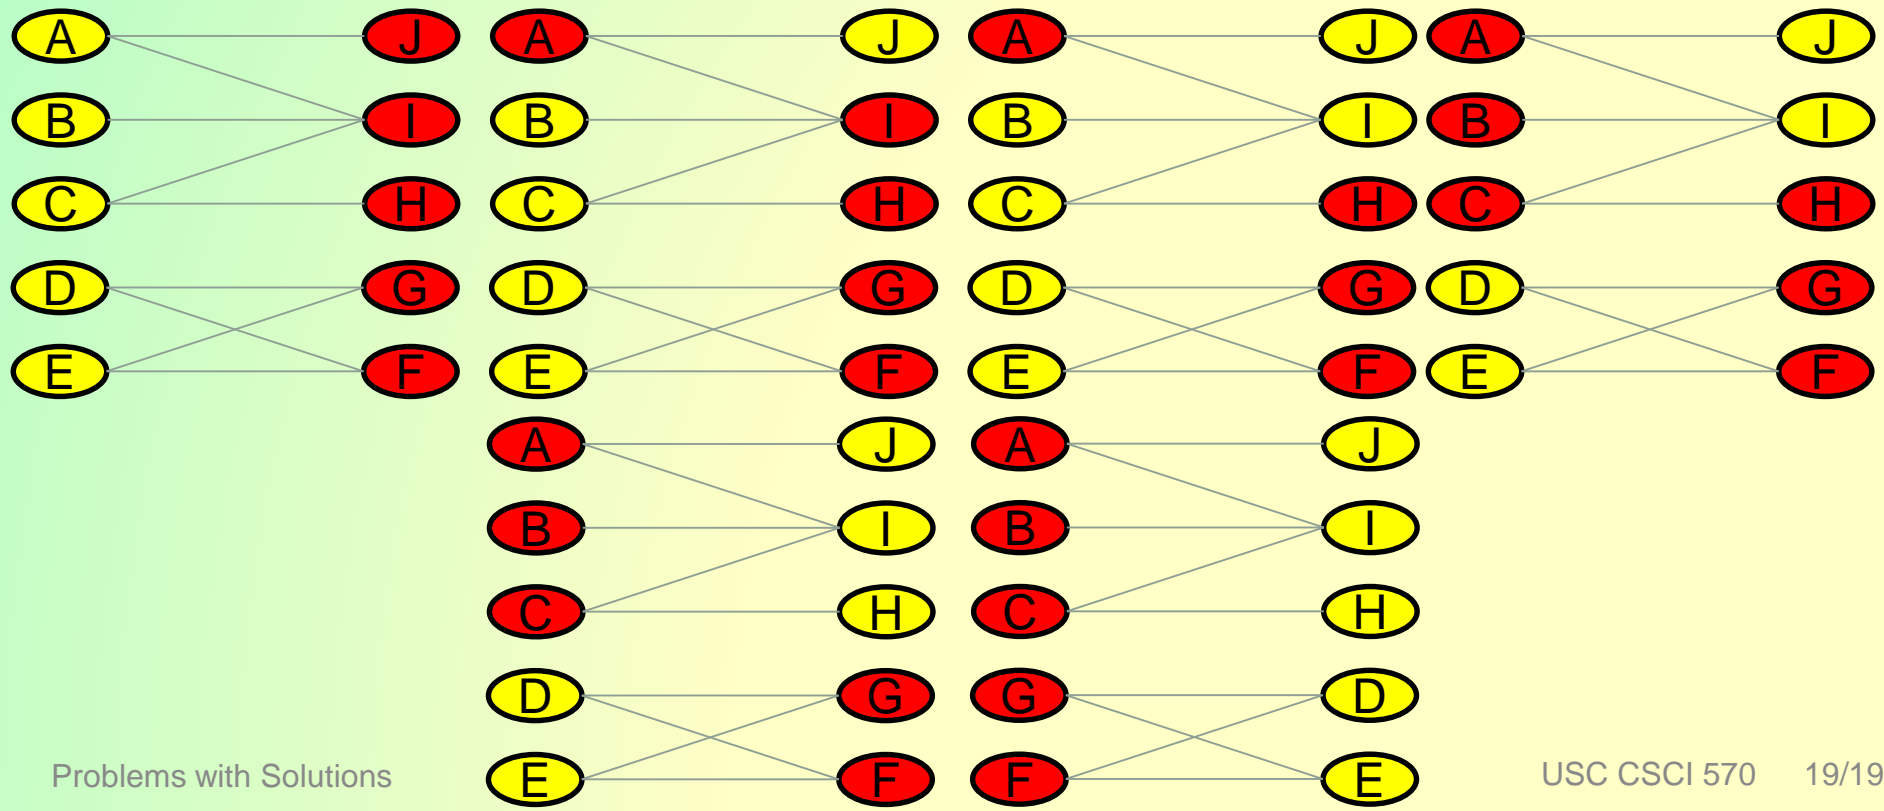 A J A J A J A J
B I B I B I B I
C H C H C H C H
D G D G D G D G
E F E F E F E F
A J A J
B I B I
C H C H
D G G D
E F F E
Problems with Solutions USC CSCI 570 19/19